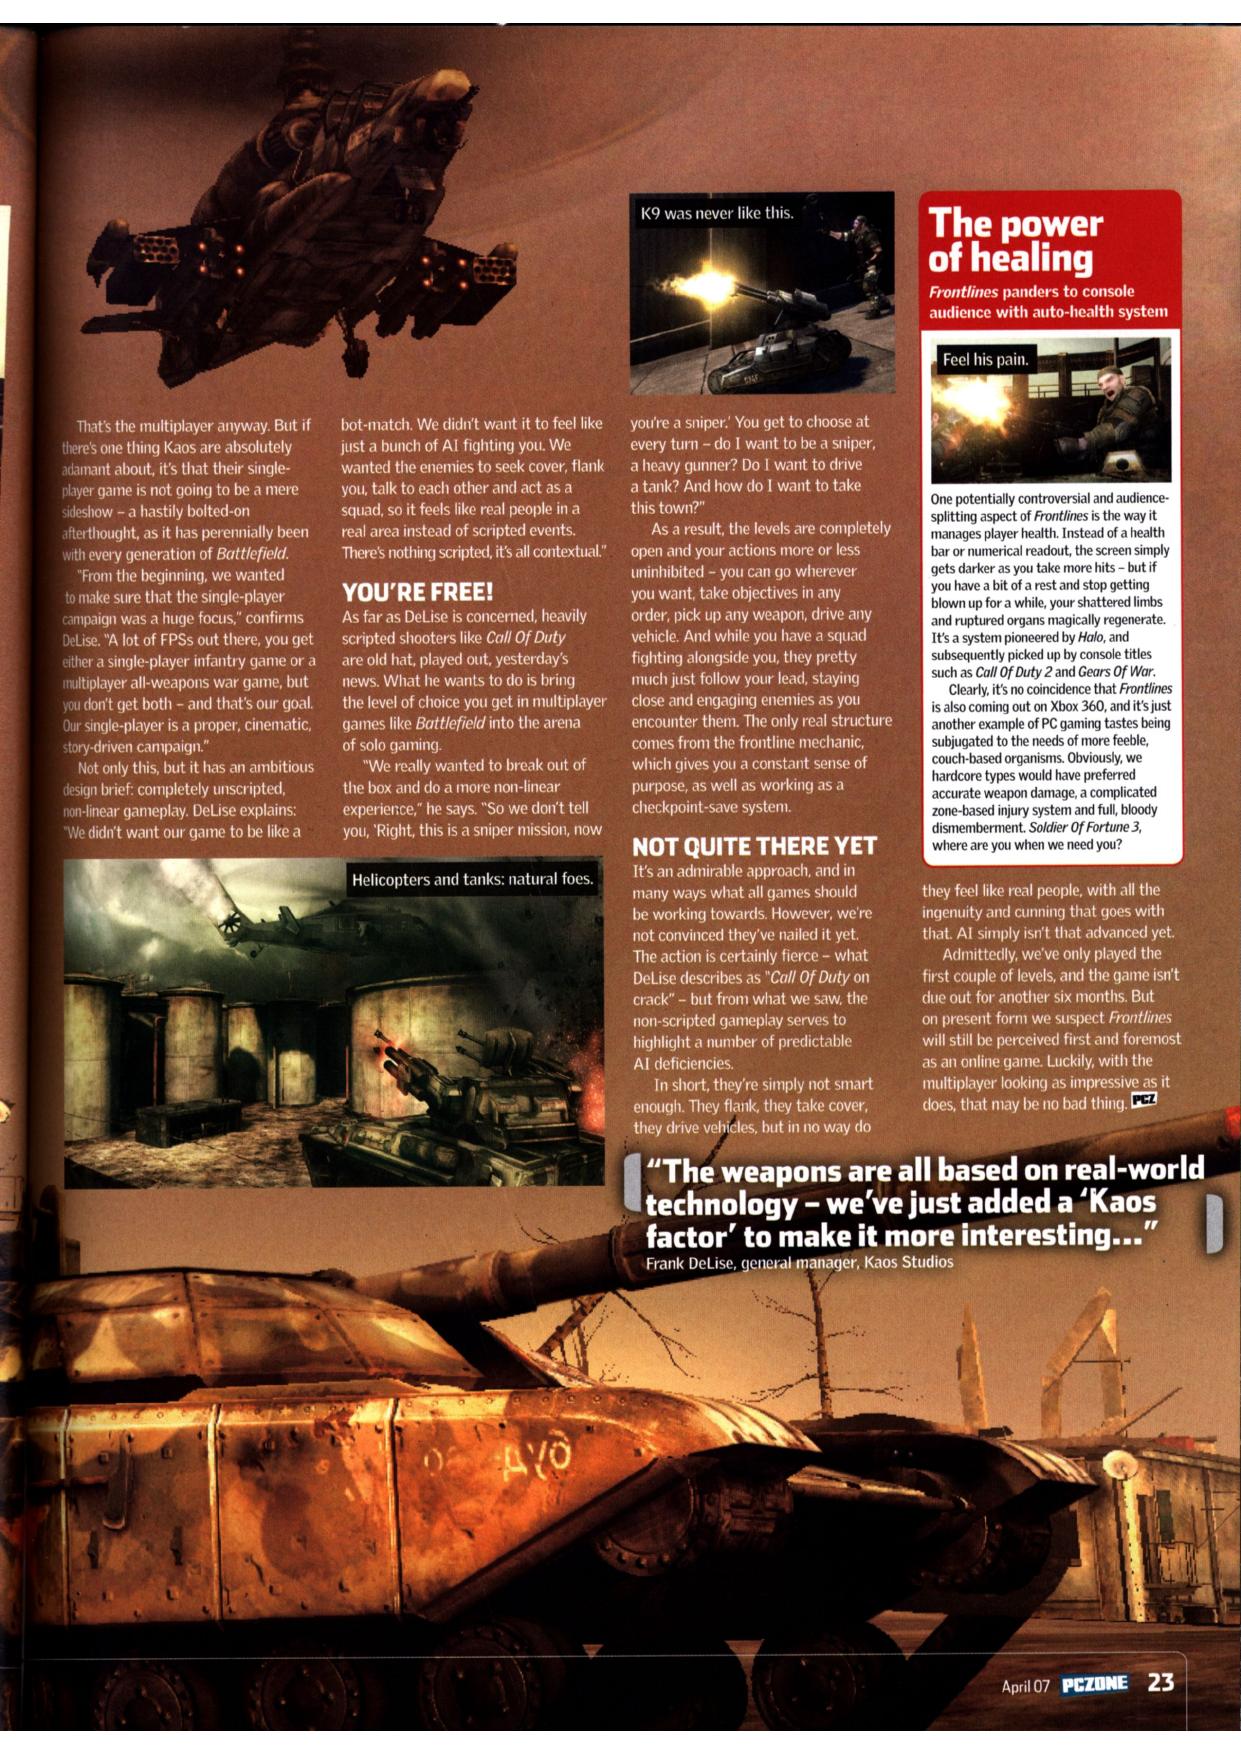 That's the multiplayer anyway. But if
there's one thing Kaos are absolutely
adamant about, it's that their single-
player game is not going to be a mere
sideshow – a hastily bolted-on
afterthought, as it has perennially been
with every generation of Battlefield.
"From the beginning, we wanted
to make sure that the single-player
campaign was a huge focus," confirms
DeLise. "A lot of FPSs out there, you get
either a single-player infantry game or a
multiplayer all-weapons war game, but
you don't get both – and that's our goal.
Our single-player is a proper, cinematic,
story-driven campaign."
Not only this, but it has an ambitious
design brief: completely unscripted,
non-linear gameplay. DeLise explains:
"We didn't want our game to be like a
bot-match. We didn't want it to feel like
just a bunch of AI fighting you. We
wanted the enemies to seek cover, flank
you, talk to each other and act as a
squad, so it feels like real people in a
real area instead of scripted events.
There's nothing scripted, it's all contextual."
YOU'RE FREE!
As far as DeLise is concerned, heavily
scripted shooters like Call Of Duty
are old hat, played out, yesterday's
news. What he wants to do is bring
the level of choice you get in multiplayer
games like Battlefield into the arena
of solo gaming.
"We really wanted to break out of
the box and do a more non-linear
experience," he says. "So we don't tell
you, 'Right, this is a sniper mission, now
Helicopters and tanks: natural foes.
K9 was never like this.
you're a sniper.' You get to choose at
every turn – do I want to be a sniper,
a heavy gunner? Do I want to drive
a tank? And how do I want to take
this town?"
As a result, the levels are completely
open and your actions more or less
uninhibited – you can go wherever
you want, take objectives in any
order, pick up any weapon, drive any
vehicle. And while you have a squad
fighting alongside you, they pretty
much just follow your lead, staying
close and engaging enemies as you
encounter them. The only real structure
comes from the frontline mechanic,
which gives you a constant sense of
purpose, as well as working as a
checkpoint-save system.
NOT QUITE THERE YET
It's an admirable approach, and in
many ways what all games should
be working towards. However, we're
not convinced they've nailed it yet.
The action is certainly fierce – what
DeLise describes as "Call Of Duty on
crack" – but from what we saw, the
non-scripted gameplay serves to
highlight a number of predictable
AI deficiencies.
In short, they're simply not smart
enough. They flank, they take cover,
they drive vehicles, but in no way do
they feel like real people, with all the
ingenuity and cunning that goes with
that. AI simply isn't that advanced yet.
Admittedly, we've only played the
first couple of levels, and the game isn't
due out for another six months. But
on present form we suspect Frontlines
will still be perceived first and foremost
as an online game. Luckily, with the
multiplayer looking as impressive as it
does, that may be no bad thing. PCZ
The power
of healing
Frontlines panders to console
audience with auto-health system
Feel his pain.
One potentially controversial and audience-
splitting aspect of Frontlines is the way it
manages player health. Instead of a health
bar or numerical readout, the screen simply
gets darker as you take more hits – but if
you have a bit of a rest and stop getting
blown up for a while, your shattered limbs
and ruptured organs magically regenerate.
It's a system pioneered by Halo, and
subsequently picked up by console titles
such as Call Of Duty 2 and Gears Of War.
Clearly, it's no coincidence that Frontlines
is also coming out on Xbox 360, and it's just
another example of PC gaming tastes being
subjugated to the needs of more feeble,
couch-based organisms. Obviously, we
hardcore types would have preferred
accurate weapon damage, a complicated
zone-based injury system and full, bloody
dismemberment. Soldier Of Fortune 3,
where are you when we need you?
"The weapons are all based on real-world
technology – we've just added a 'Kaos
factor' to make it more interesting..."
Frank DeLise, general manager, Kaos Studios
April 07 PCZONE 23